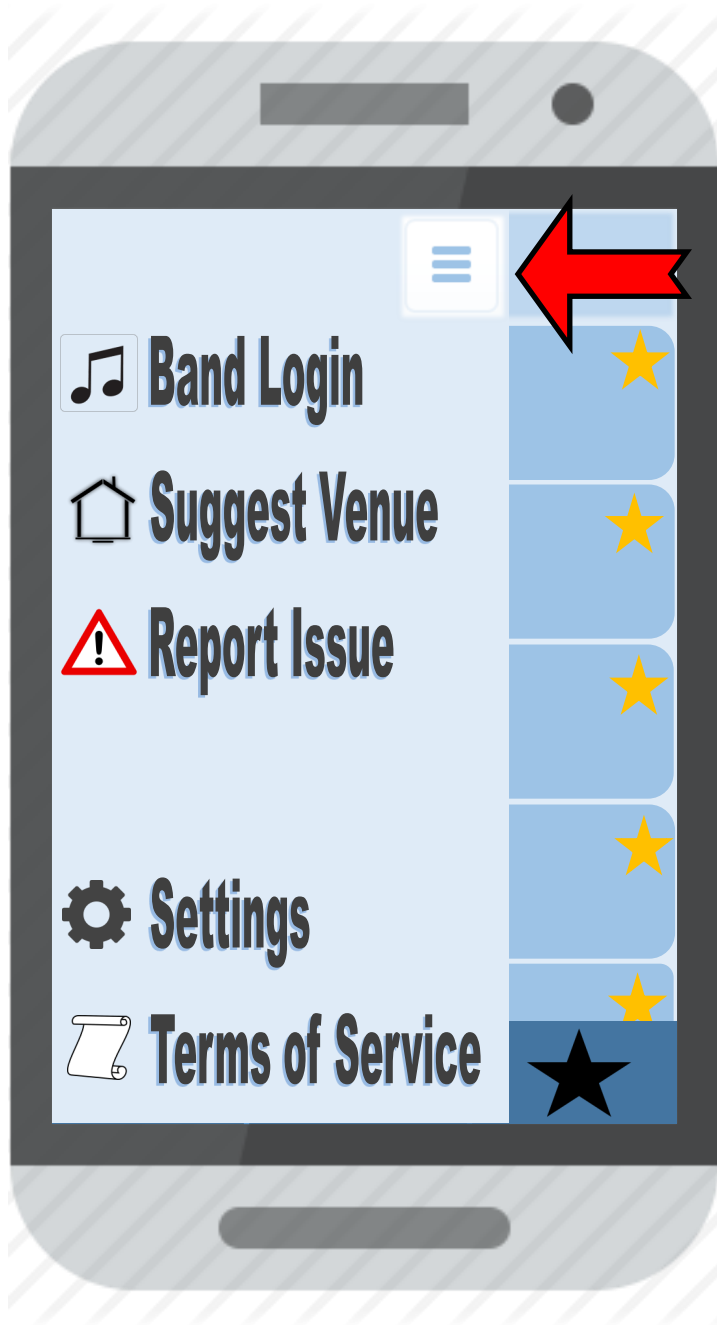 Band Login
Suggest Venue
Report Issue
Settings
Terms of Service